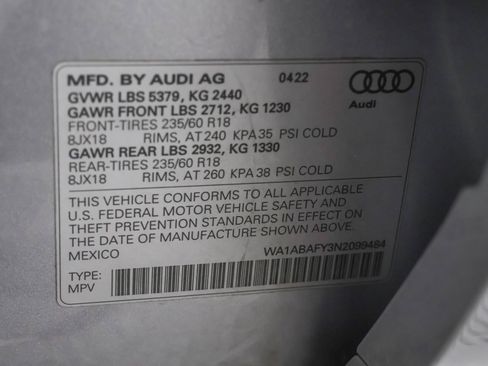 MFD. BY AUDI AG 0422
GVWR LBS 5379, KG 2440
GAWR FRONT LBS 2712, KG 1230
FRONT-TIRES 235/60 R18
8JX18 RIMS, AT 240 KPA 35 PSI COLD
GAWR REAR LBS 2932, KG 1330
REAR-TIRES 235/60 R18
8JX18 RIMS, AT 260 KPA 38 PSI COLD
Audi
THIS VEHICLE CONFORMS TO ALL APPLICABLE
U.S. FEDERAL MOTOR VEHICLE SAFETY AND
THEFT PREVENTION STANDARDS IN EFFECT ON
THE DATE OF MANUFACTURE SHOWN ABOVE.
MEXICO WA1ABAFY3N2099484
TYPE:
MPV